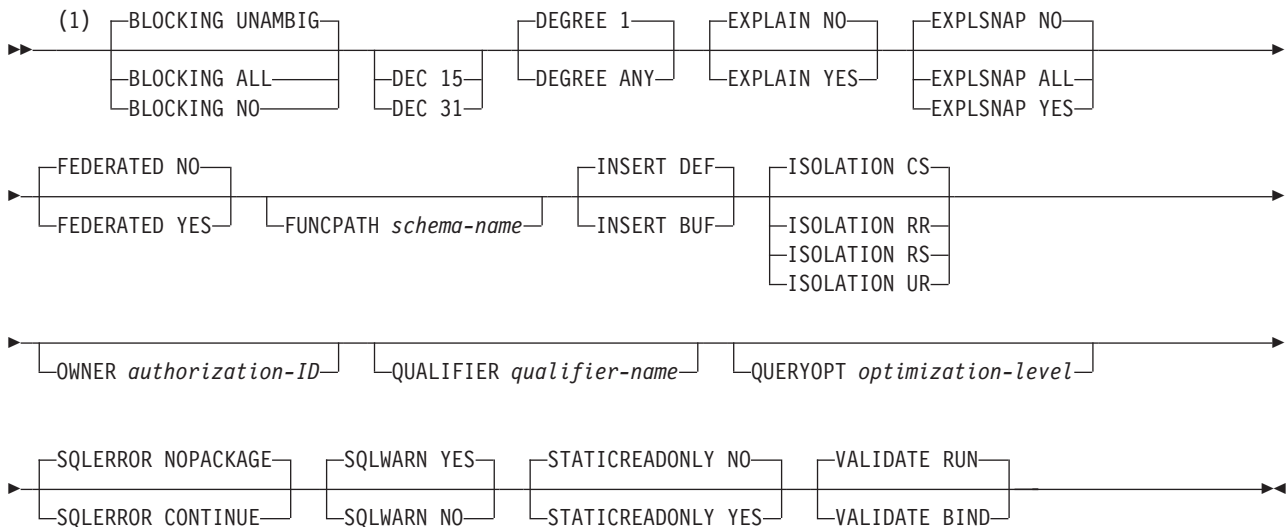 (1) BLOCKING UNAMBIG DEGREE 1 EXPLAIN NO EXPLSNAP NO
BLOCKING ALL DEC 15 DEGREE ANY EXPLAIN YES EXPLSNAP ALL
BLOCKING NO DEC 31 EXPLSNAP YES
FEDERATED NO INSERT DEF ISOLATION CS
FEDERATED YES FUNCPATH schema-name INSERT BUF ISOLATION RR
ISOLATION RS
ISOLATION UR
OWNER authorization-ID QUALIFIER qualifier-name QUERYOPT optimization-level
SQLERROR NOPACKAGE SQLWARN YES STATICREADONLY NO VALIDATE RUN
SQLERROR CONTINUE SQLWARN NO STATICREADONLY YES VALIDATE BIND